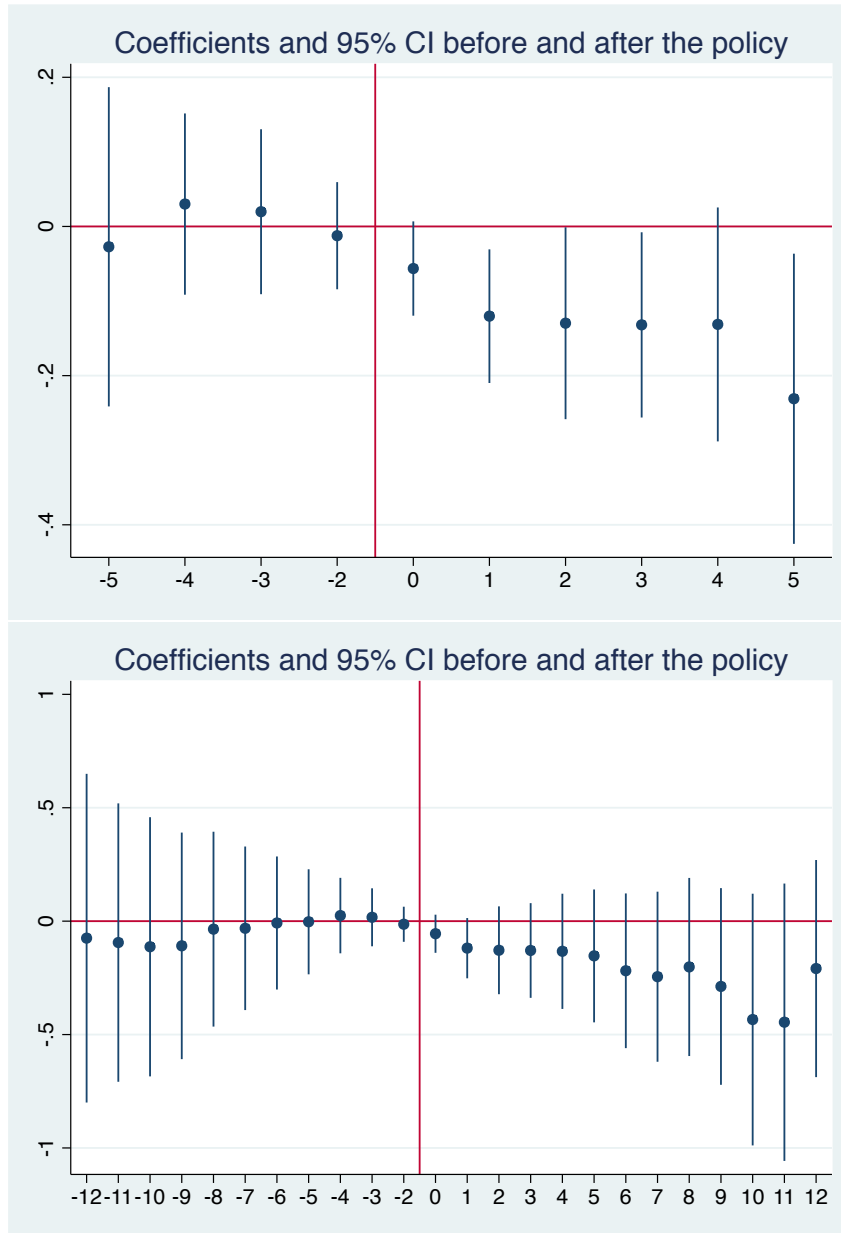 Coefficients and 95% CI before and after the policy
.2
0
-.2
-.4
-5 -4 -3 -2 0 1 2 3 4 5
Coefficients and 95% CI before and after the policy
1
.5
0
-.5
-1
-12 -11 -10 -9 -8 -7 -6 -5 -4 -3 -2 0 1 2 3 4 5 6 7 8 9 10 11 12